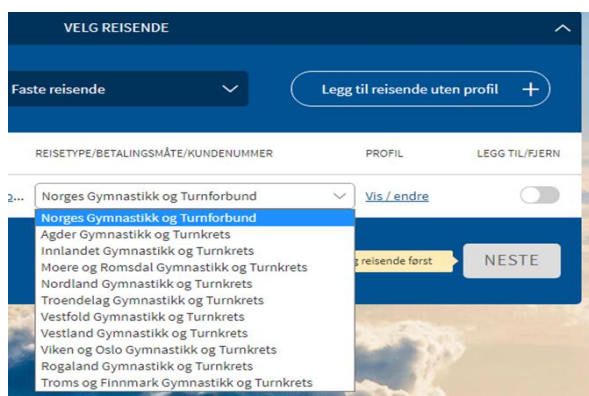 VELG REISENDE
Faste reisende
Legg til reisende uten profil +
REISETYPE/BETALINGSMÅTE/KUNDENUMMER PROFIL LEGG TIL/FJERN
Norges Gymnastikk og Turnforbund Vis / endre
Norges Gymnastikk og Turnforbund
Agder Gymnastikk og Turnkrets
Innlandet Gymnastikk og Turnkrets
Moere og Romsdal Gymnastikk og Turnkrets
reisende først
NESTE
Nordland Gymnastikk og Turnkrets
Troendelag Gymnastikk og Turnkrets
Vestfold Gymnastikk og Turnkrets
Vestland Gymnastikk og Turnkrets
Viken og Oslo Gymnastikk og Turnkrets
Rogaland Gymnastikk og Turnkrets
Troms og Finnmark Gymnastikk og Turnkrets